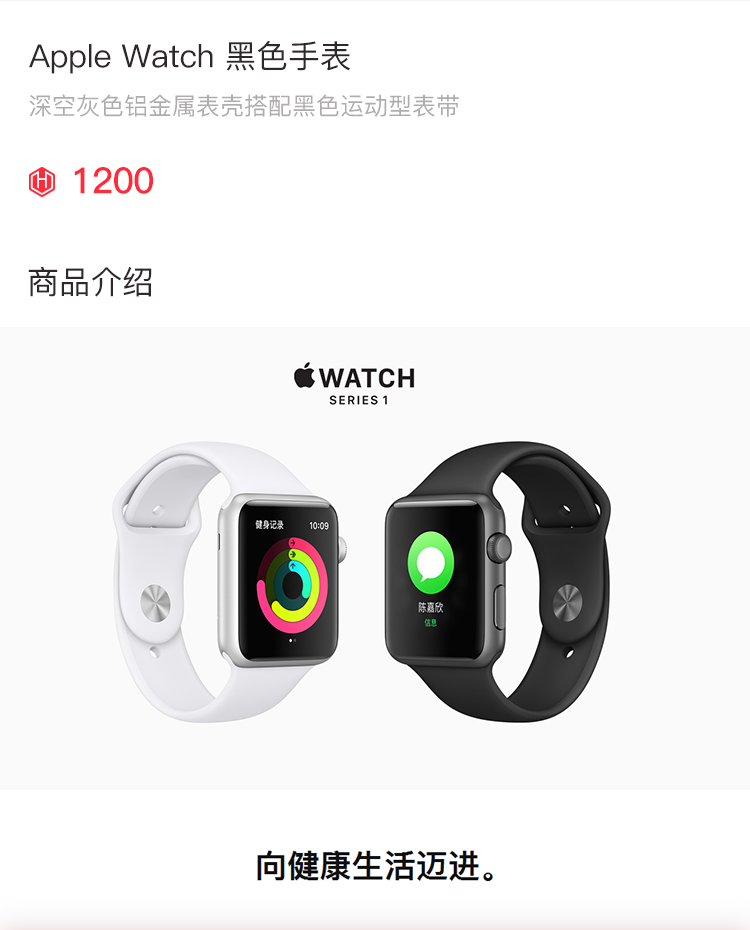 Apple Watch 黑色手表
深空灰色铝金属表壳搭配黑色运动型表带
1200
商品介绍
WATCH
SERIES 1
健身记录 10:09
陈嘉欣
信息
向健康生活迈进。